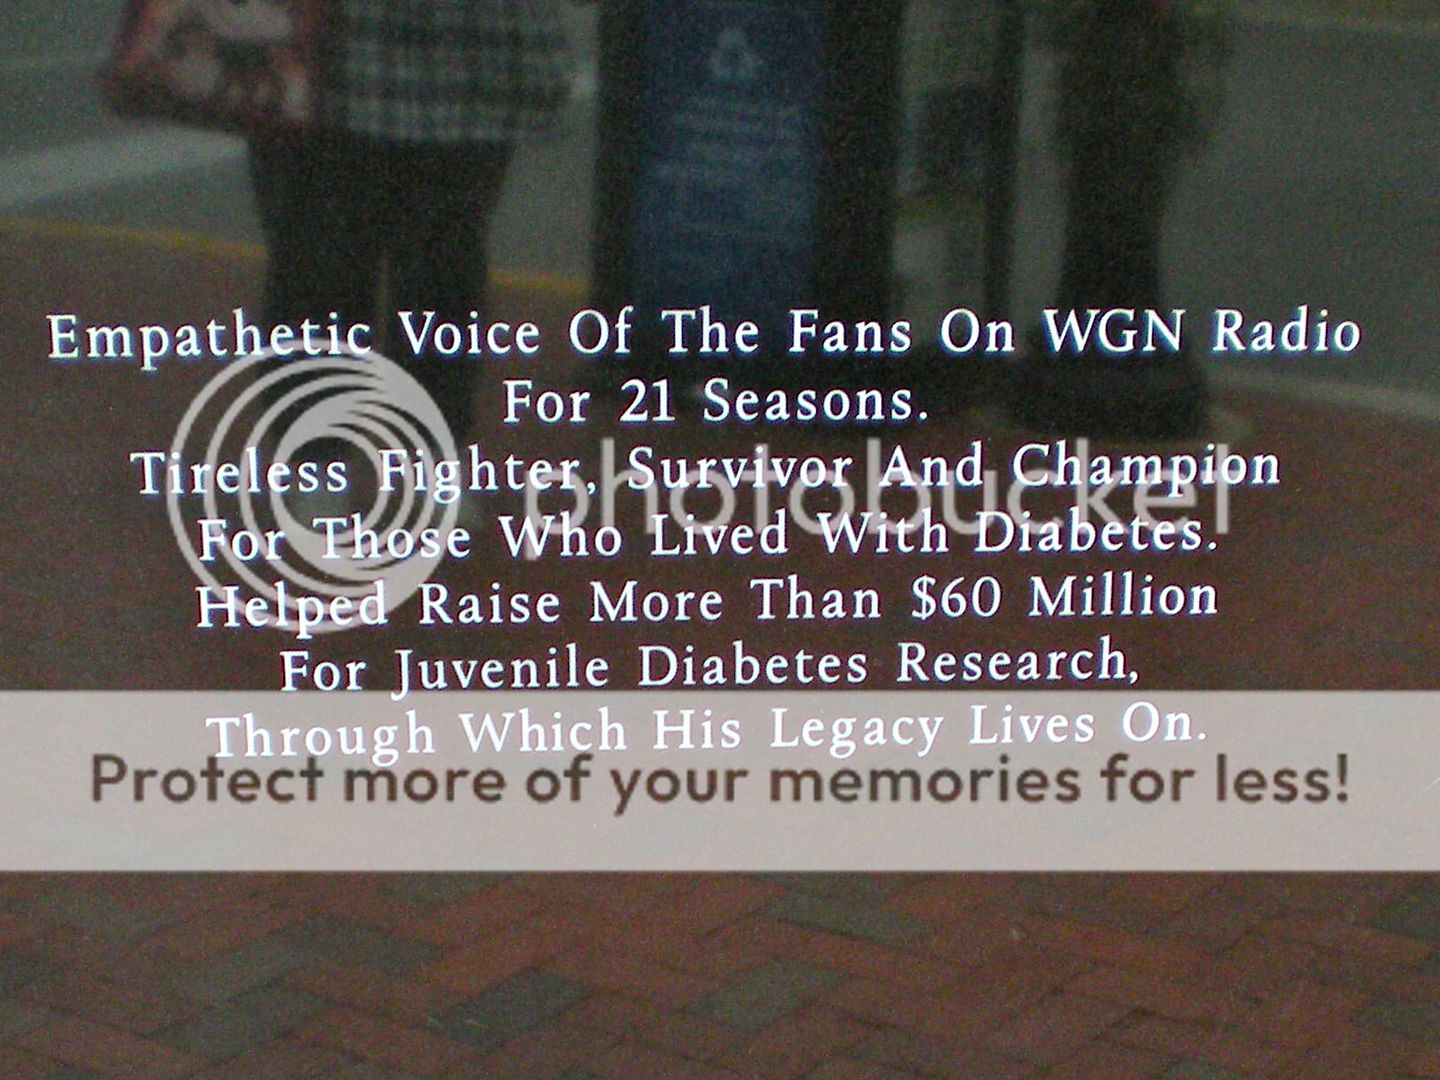 Empathetic Voice Of The Fans On WGN Radio
For 21 Seasons.
Tireless Fighter, Survivor And Champion
photobucket
For Those Who Lived With Diabetes.
Helped Raise More Than $60 Million
For Juvenile Diabetes Research,
Through Which His Legacy Lives On.
Protect more of your memories for less!